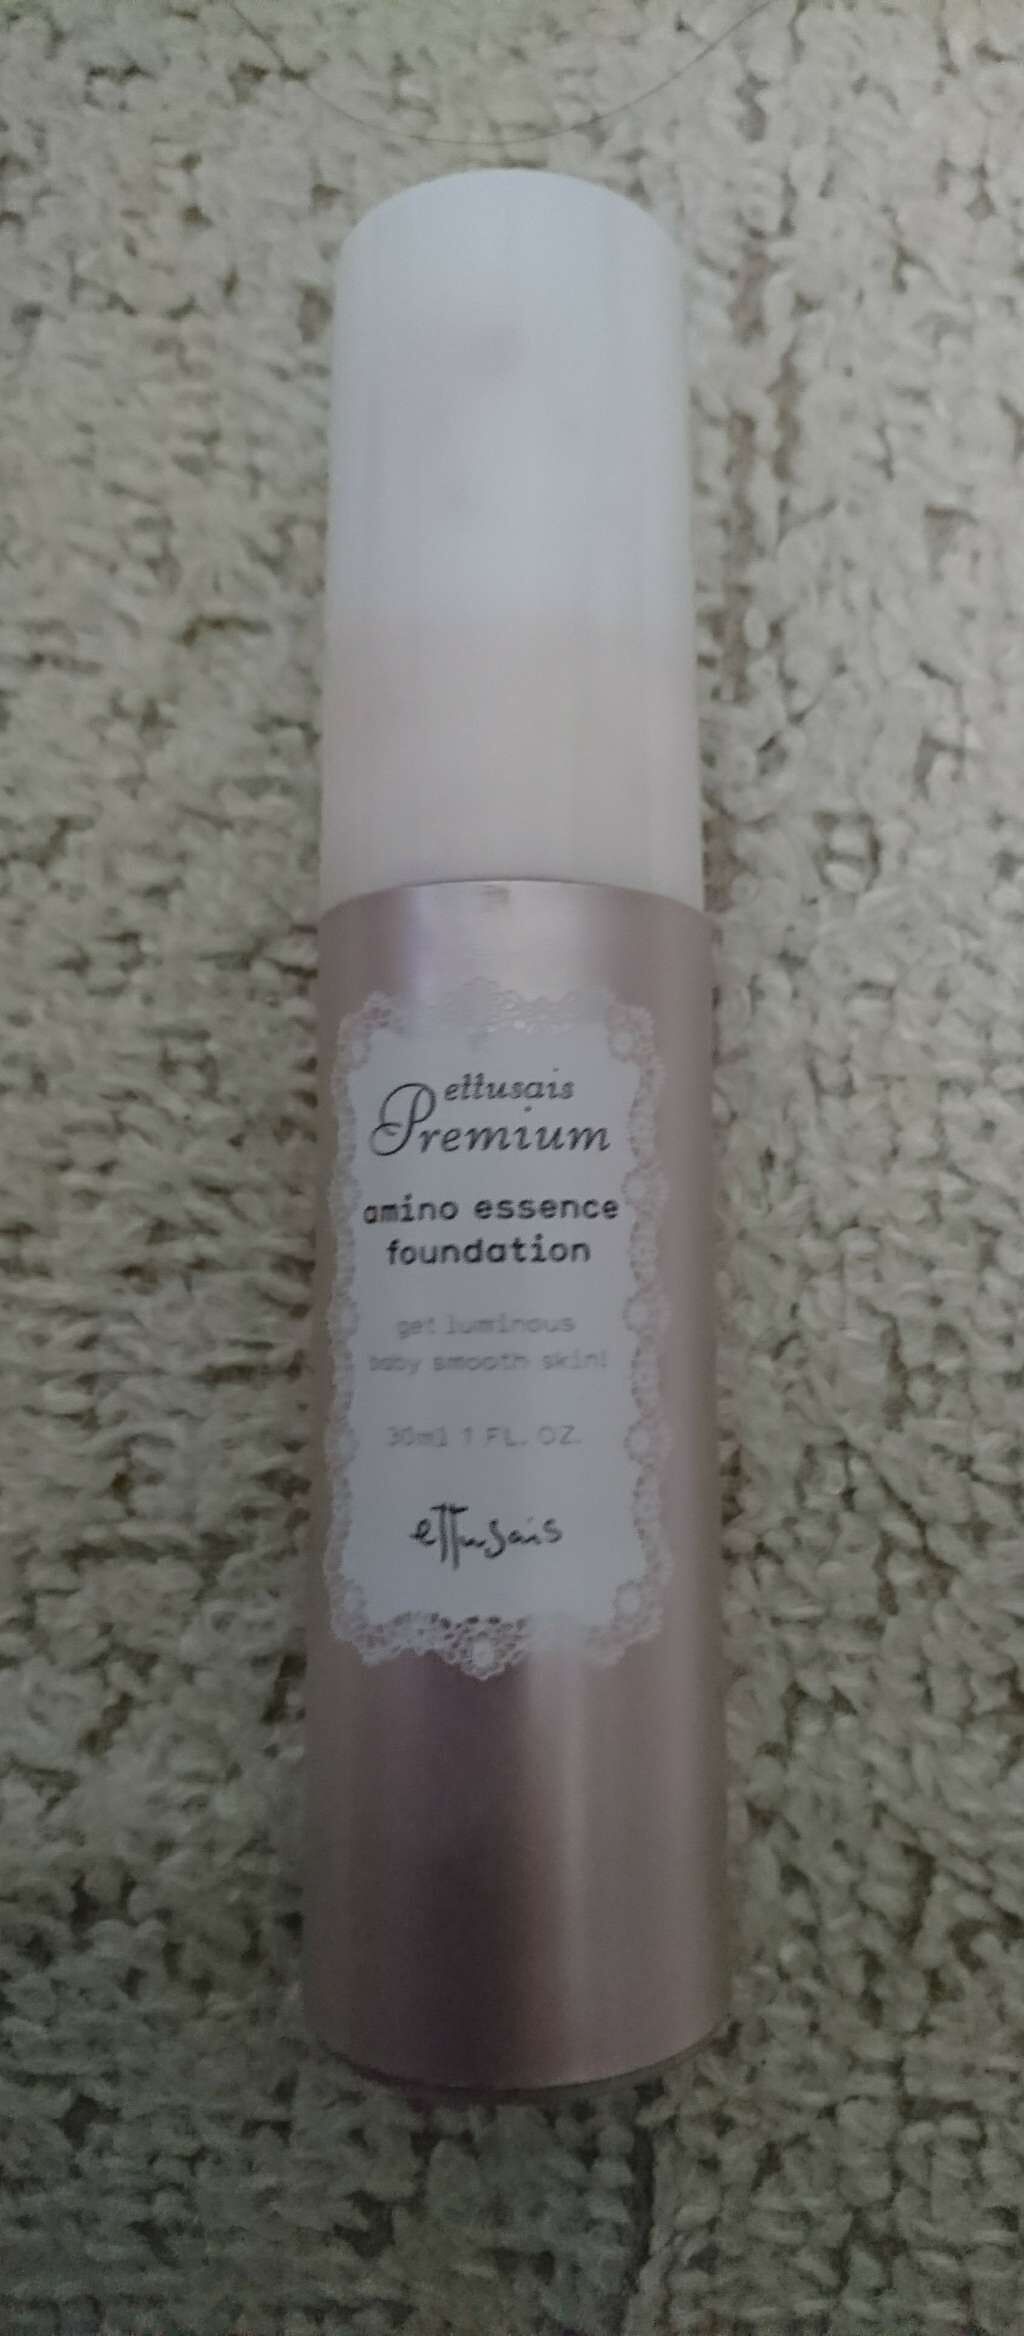 ettusais
Premium
amino essence
foundation
get luminous
baby smooth skin!
30ml 1 FL. OZ.
ettusais